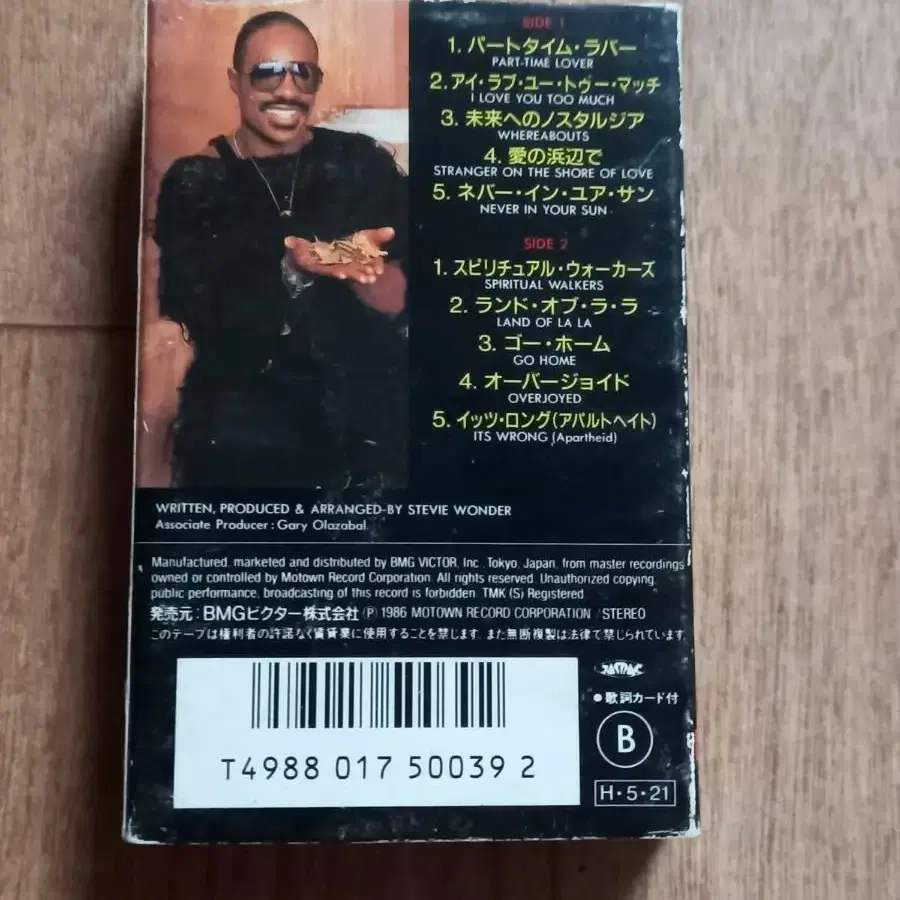 SIDE 1
1. パートタイム・ラバー
PART-TIME LOVER
2. アイ・ラブ・ユー・トゥー・マッチ
I LOVE YOU TOO MUCH
3. 未来へのノスタルジア
WHEREABOUTS
4. 愛の浜辺で
STRANGER ON THE SHORE OF LOVE
5. ネバー・イン・ユア・サン
NEVER IN YOUR SUN
SIDE 2
1. スピリチュアル・ウォーカーズ
SPIRITUAL WALKERS
2. ランド・オブ・ラ・ラ
LAND OF LA LA
3. ゴー・ホーム
GO HOME
4. オーバージョイド
OVERJOYED
5. イッツ・ロング(アパルトヘイト)
ITS WRONG (Apartheid)
WRITTEN, PRODUCED & ARRANGED-BY STEVIE WONDER
Associate Producer : Gary Olazabal
Manufactured, marketed and distributed by BMG VICTOR, Inc., Tokyo, Japan, from master recordings
owned or controlled by Motown Record Corporation. All rights reserved. Unauthorized copying,
public performance, broadcasting of this record is forbidden. TMK (S) Registered.
発売元：BMGビクター株式会社 Ⓟ 1986 MOTOWN RECORD CORPORATION / STEREO
このテープは権利者の許諾なく賃貸業に使用することを禁じます。また無断複製は法律で禁じられています。
T4988 017 50039 2
●歌詞カード付
B
H・5・21